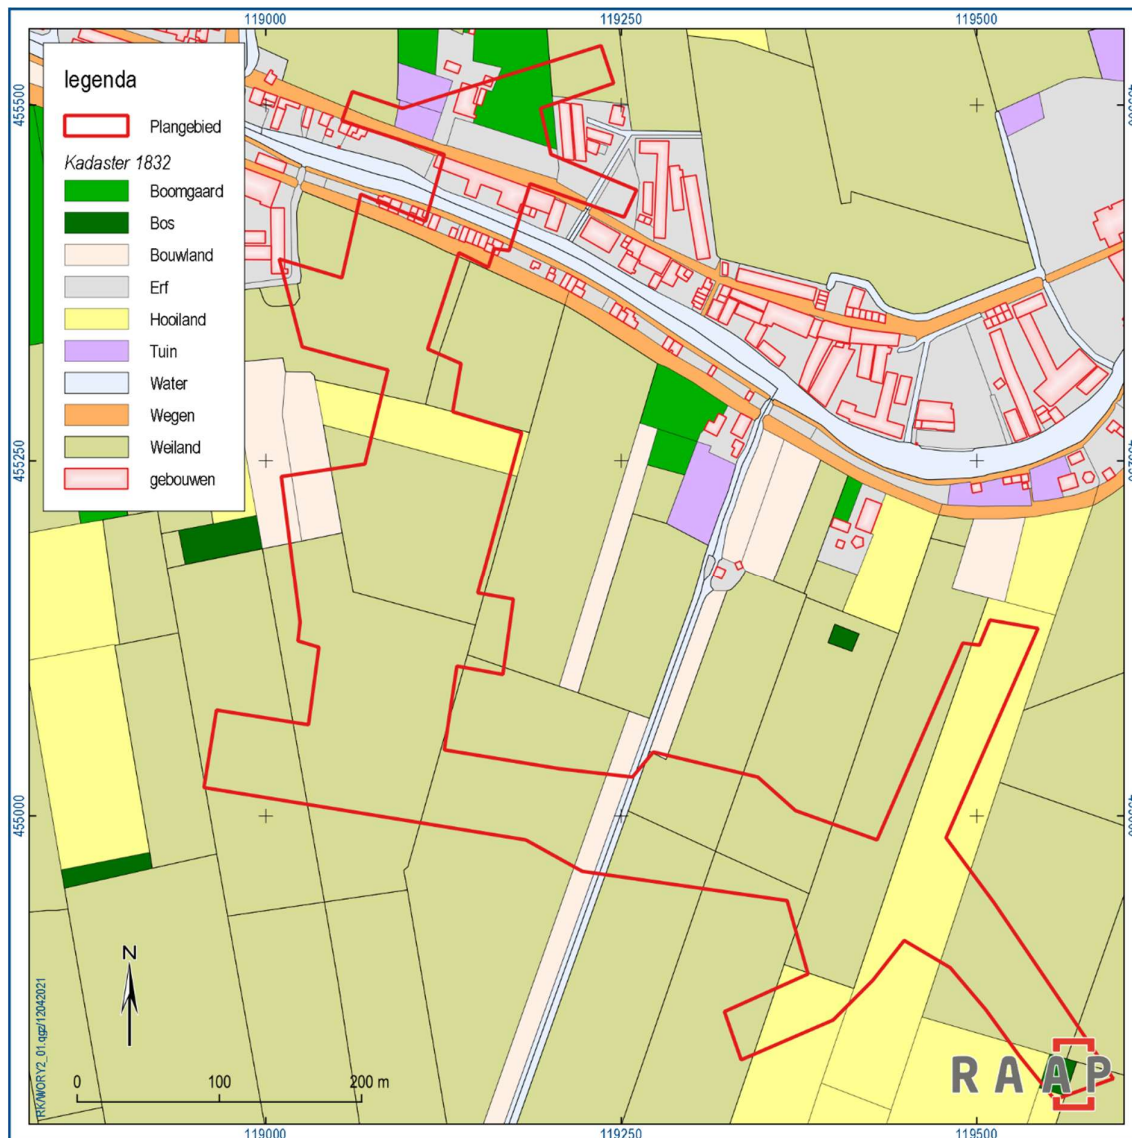 119000
119250
119500
455500
455250
455000
legenda
Plangebied
Kadaster 1832
Boomgaard
Bos
Bouwland
Erf
Hooiland
Tuin
Water
Wegen
Weiland
gebouwen
N
0 100 200 m
RAAP
119000
119250
119500